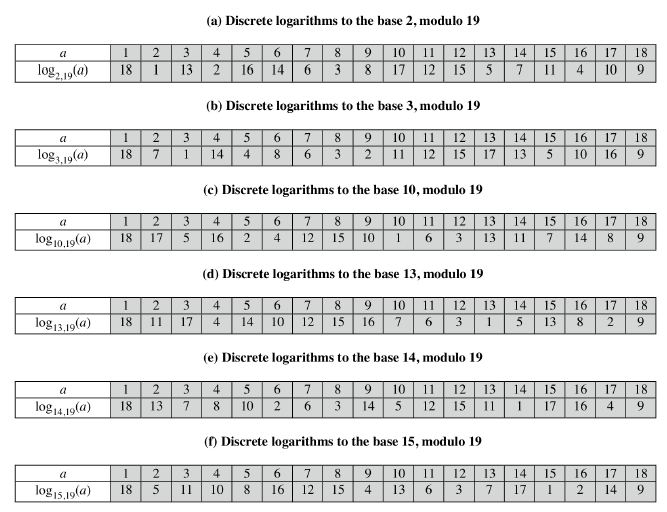 (a) Discrete logarithms to the base 2, modulo 19
a 1 2 3 4 5 6 7 8 9 10 11 12 13 14 15 16 17 18
log2,19(a) 18 1 13 2 16 14 6 3 8 17 12 15 5 7 11 4 10 9
(b) Discrete logarithms to the base 3, modulo 19
a 1 2 3 4 5 6 7 8 9 10 11 12 13 14 15 16 17 18
log3,19(a) 18 7 1 14 4 8 6 3 2 11 12 15 17 13 5 10 16 9
(c) Discrete logarithms to the base 10, modulo 19
a 1 2 3 4 5 6 7 8 9 10 11 12 13 14 15 16 17 18
log10,19(a) 18 17 5 16 2 4 12 15 10 1 6 3 13 11 7 14 8 9
(d) Discrete logarithms to the base 13, modulo 19
a 1 2 3 4 5 6 7 8 9 10 11 12 13 14 15 16 17 18
log13,19(a) 18 11 17 4 14 10 12 15 16 7 6 3 1 5 13 8 2 9
(e) Discrete logarithms to the base 14, modulo 19
a 1 2 3 4 5 6 7 8 9 10 11 12 13 14 15 16 17 18
log14,19(a) 18 13 7 8 10 2 6 3 14 5 12 15 11 1 17 16 4 9
(f) Discrete logarithms to the base 15, modulo 19
a 1 2 3 4 5 6 7 8 9 10 11 12 13 14 15 16 17 18
log15,19(a) 18 5 11 10 8 16 12 15 4 13 6 3 7 17 1 2 14 9